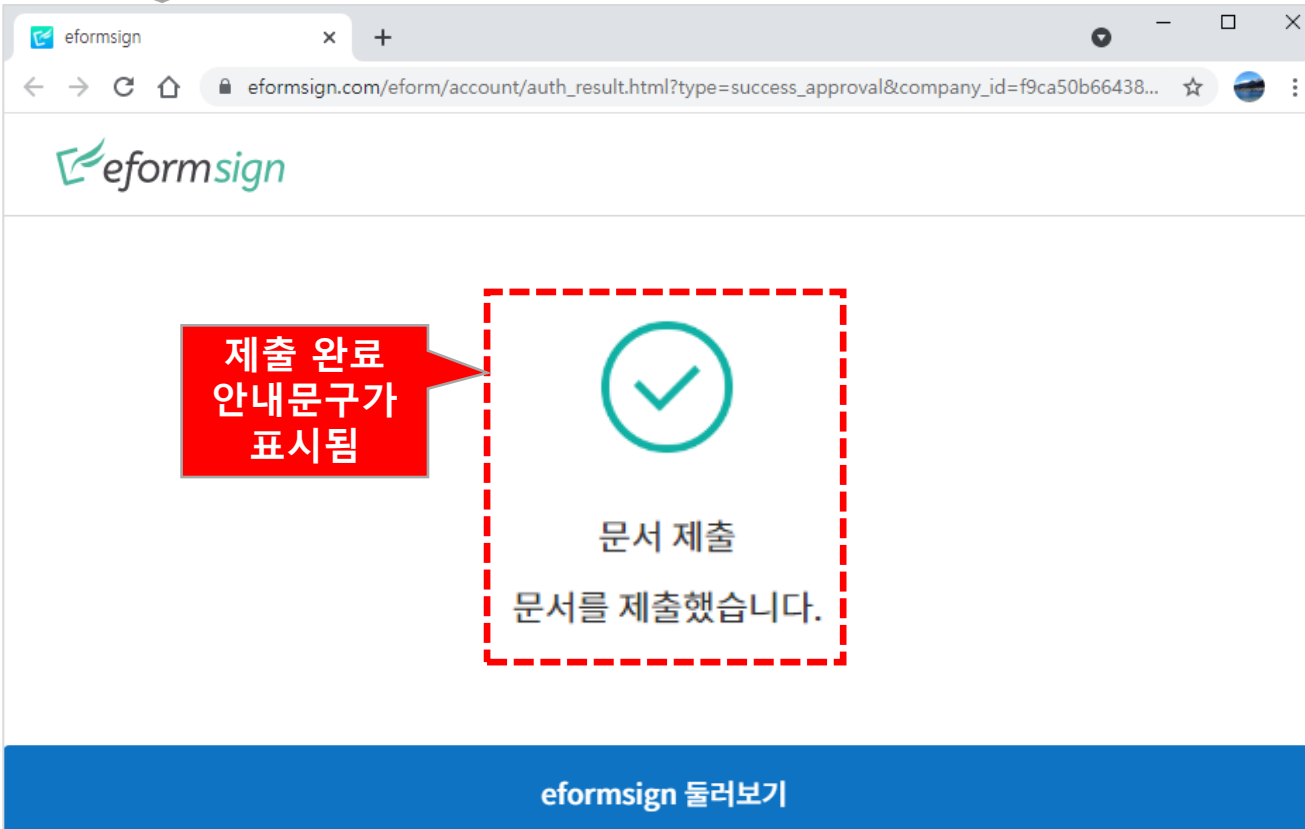 eformsign
eformsign.com/eform/account/auth_result.html?type=success_approval&company_id=f9ca50b66438...
eformsign
제출 완료
안내문구가
표시됨
문서 제출
문서를 제출했습니다.
eformsign 둘러보기